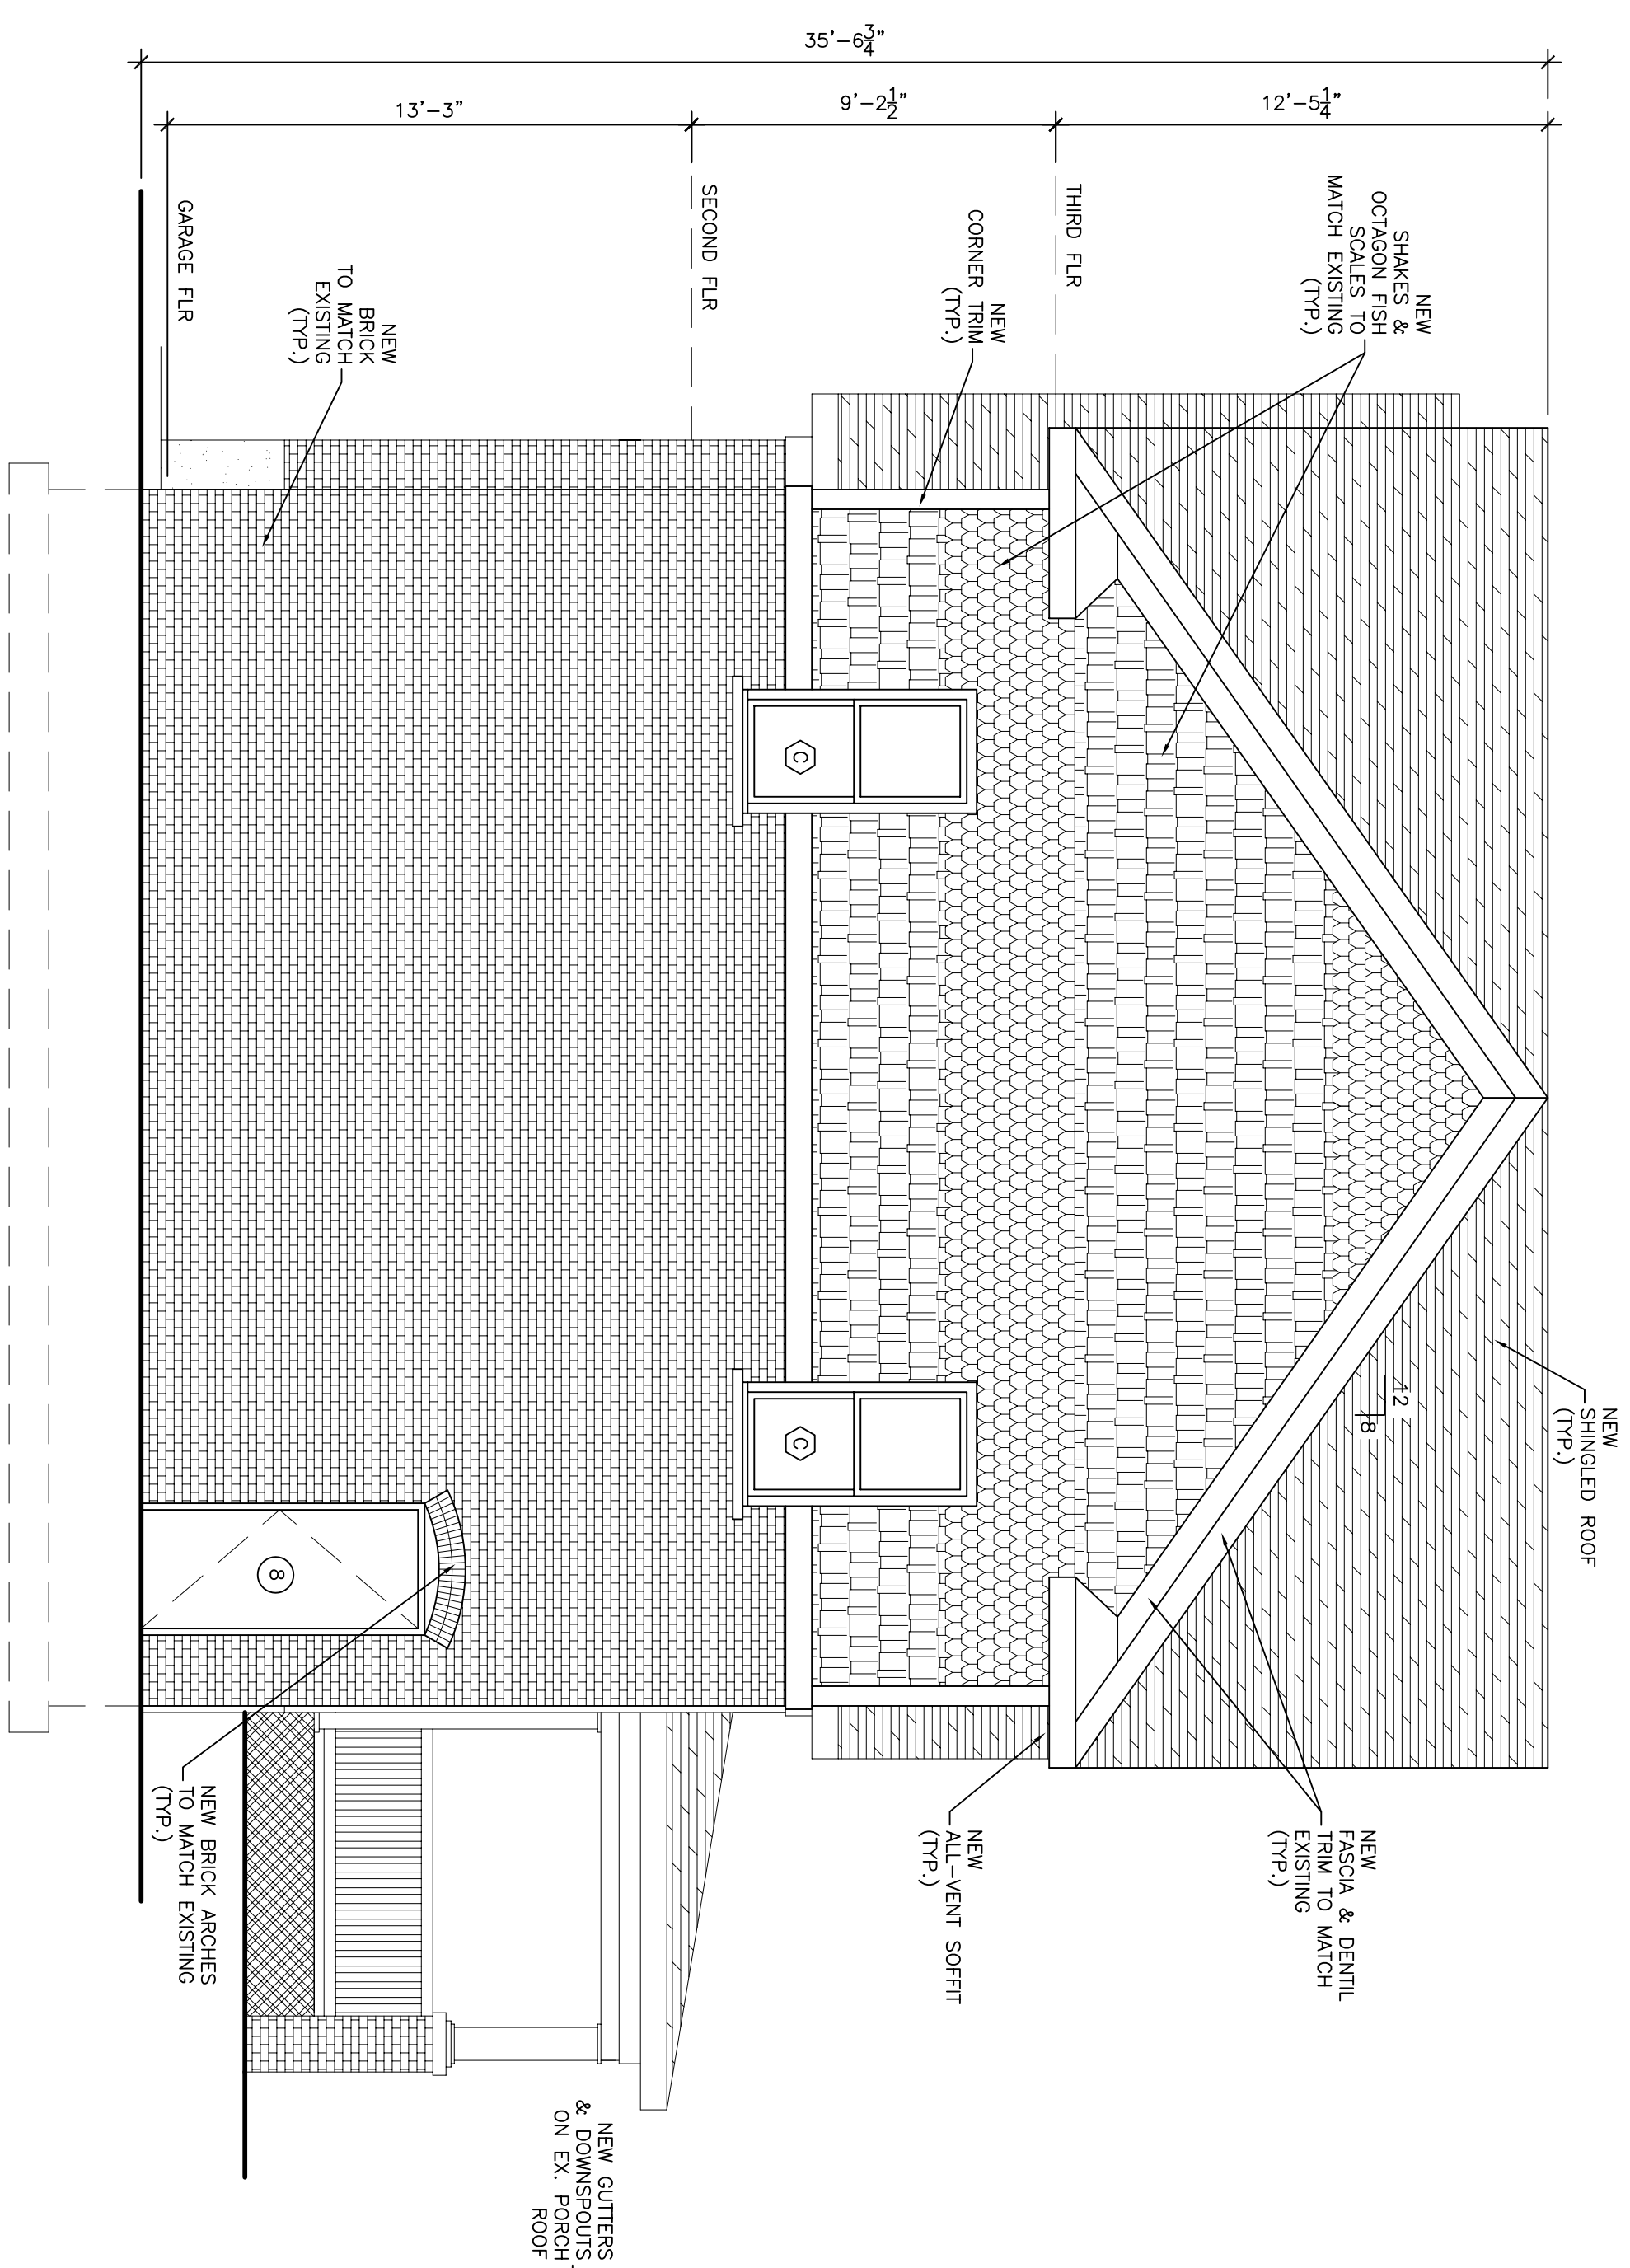 35'-6 3/4"
13'-3"
9'-2 1/2"
12'-5 1/4"
GARAGE FLR
SECOND FLR
THIRD FLR
NEW
SHAKES &
OCTAGON FISH
SCALES TO
MATCH EXISTING
(TYP.)
NEW
CORNER TRIM
(TYP.)
NEW
BRICK
TO MATCH
EXISTING
(TYP.)
C
C
8
12
8
NEW
SHINGLED ROOF
(TYP.)
NEW
FASCIA & DENTIL
TRIM TO MATCH
EXISTING
(TYP.)
NEW
ALL-VENT SOFFIT
(TYP.)
NEW BRICK ARCHES
TO MATCH EXISTING
(TYP.)
NEW GUTTERS
& DOWNSPOUTS
ON EX. PORCH
ROOF